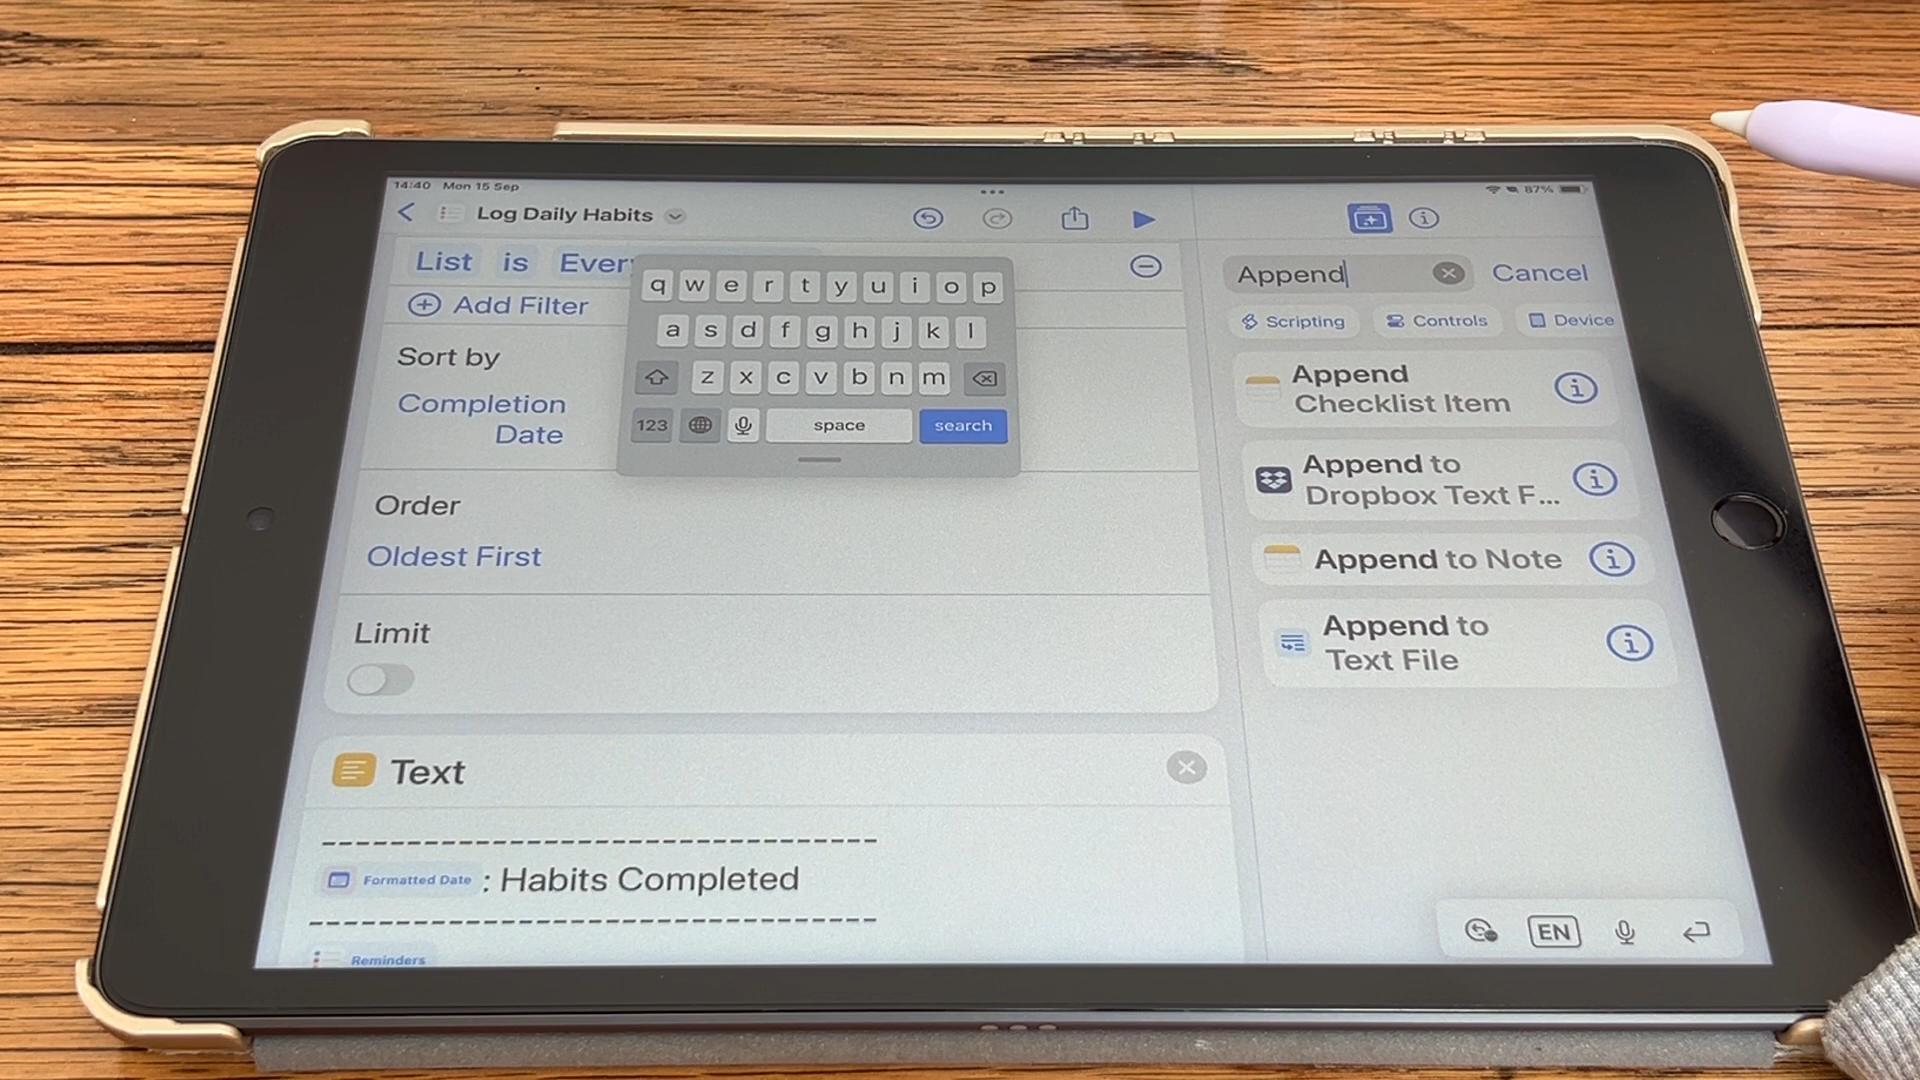 14:40 Mon 15 Sep
87%
Log Daily Habits
List is Every
Add Filter
Sort by
Completion
Date
Order
Oldest First
Limit
Text
------------------------------
Formatted Date : Habits Completed
------------------------------
Reminders
q w e r t y u i o p
a s d f g h j k l
z x c v b n m
123 space search
Append Cancel
Scripting Controls Device
Append
Checklist Item
Append to
Dropbox Text F...
Append to Note
Append to
Text File
EN